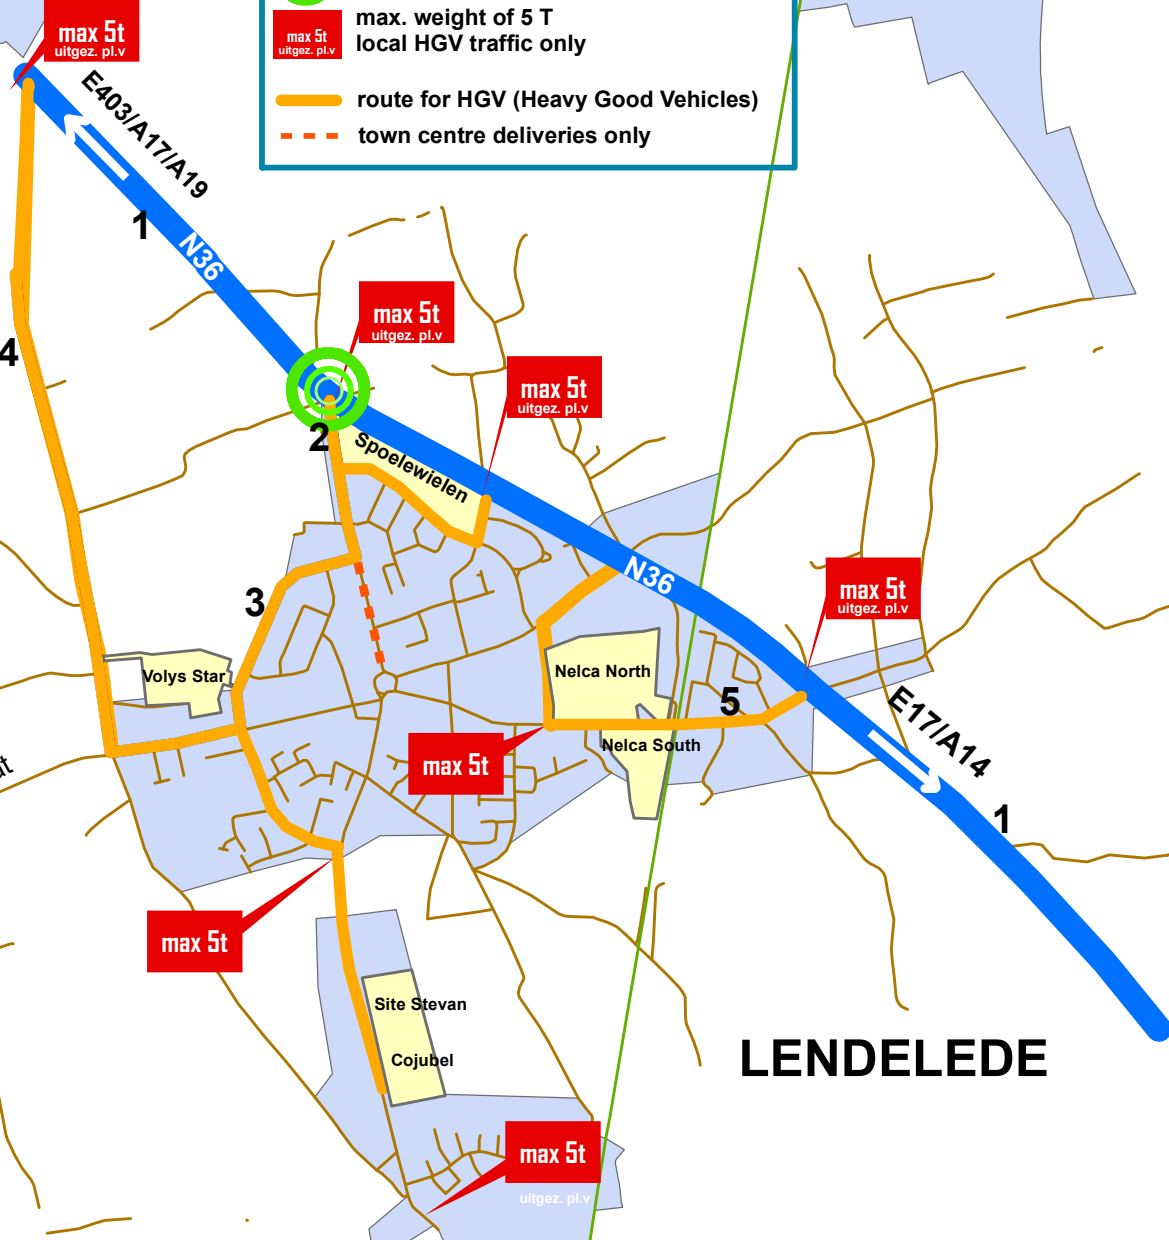 max 5t
uitgez. pl.v
max. weight of 5 T
max 5t
uitgez. pl.v
local HGV traffic only
route for HGV (Heavy Good Vehicles)
town centre deliveries only
E403/A17/A19
1
N36
max 5t
uitgez. pl.v
4
max 5t
uitgez. pl.v
2
Spoelewielen
N36
max 5t
uitgez. pl.v
3
Volys Star
Nelca North
5
E17/A14
Nelca South
max 5t
1
max 5t
Site Stevan
Cojubel
LENDELEDE
max 5t
uitgez. pl.v